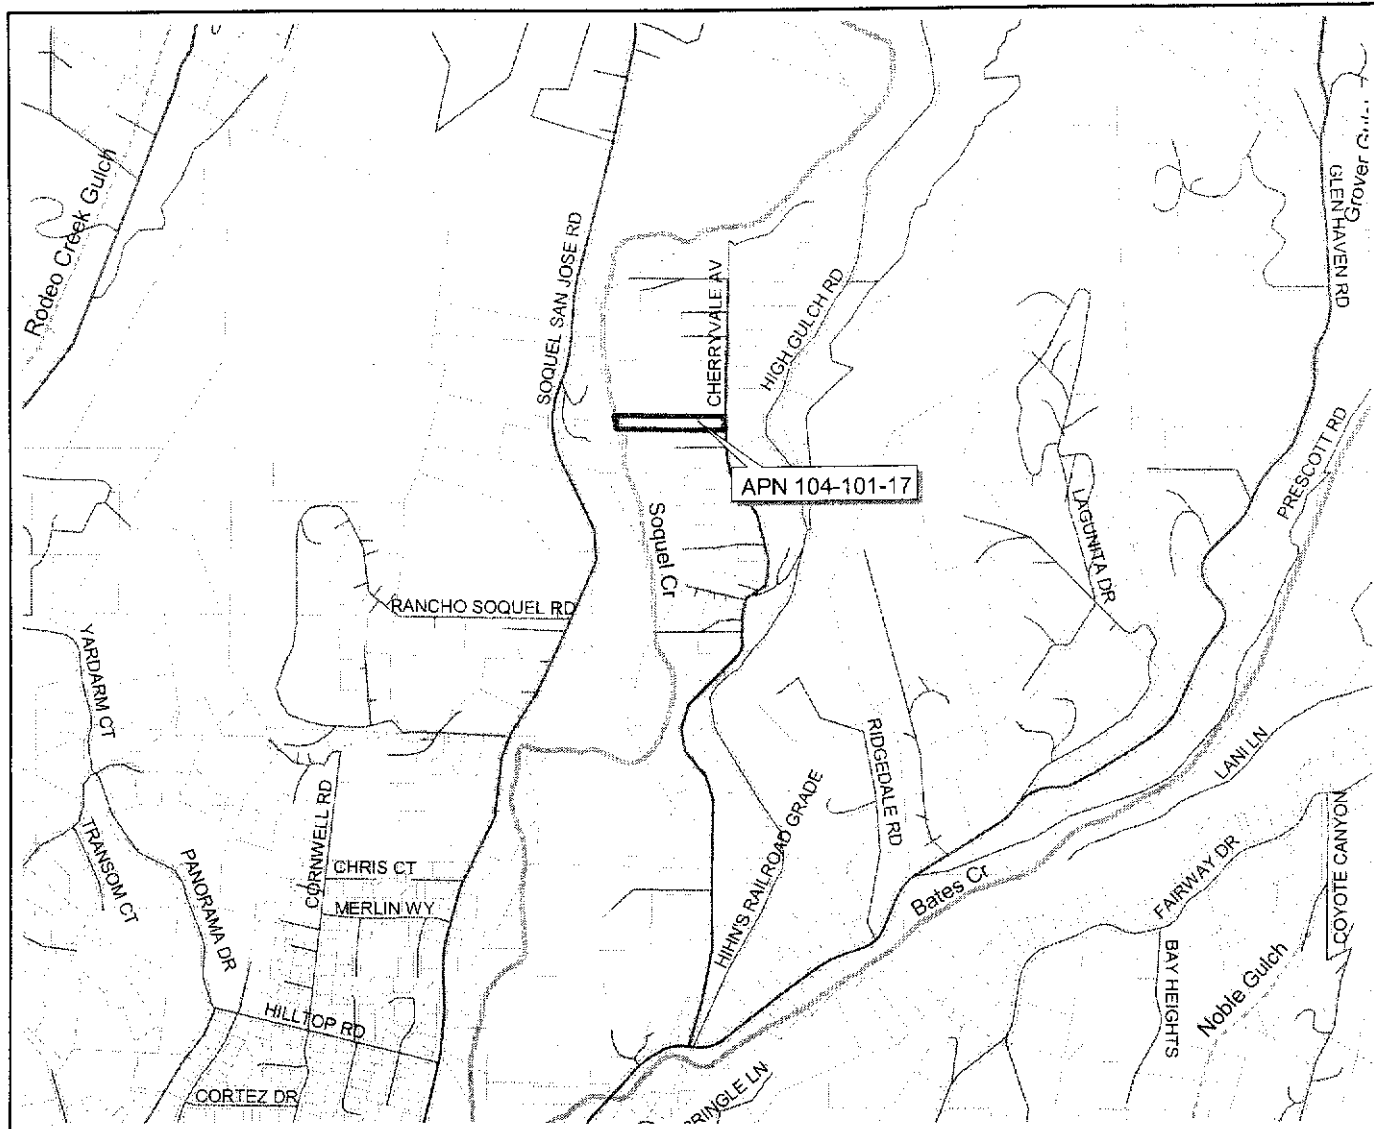 Rodeo Creek Gulch
SOQUEL SAN JOSE RD
CHERRYVALE AV
HIGH GULCH RD
GLEN HAVEN RD
APN 104-101-17
PRESCOTT RD
Soquel Cr
LAGUNITA DR
RANCHO SOQUEL RD
YARDARM CT
RIDGEDALE RD
LANI LN
TRANSOM CT
PANORAMA DR
CORNWELL RD
CHRIS CT
MERLIN WY
HIHN'S RAILROAD GRADE
Bates Cr
FAIRWAY DR
COYOTE CANYON
BAY HEIGHTS
Noble Gulch
HILLTOP RD
CORTEZ DR
Grover
RINGLE LN